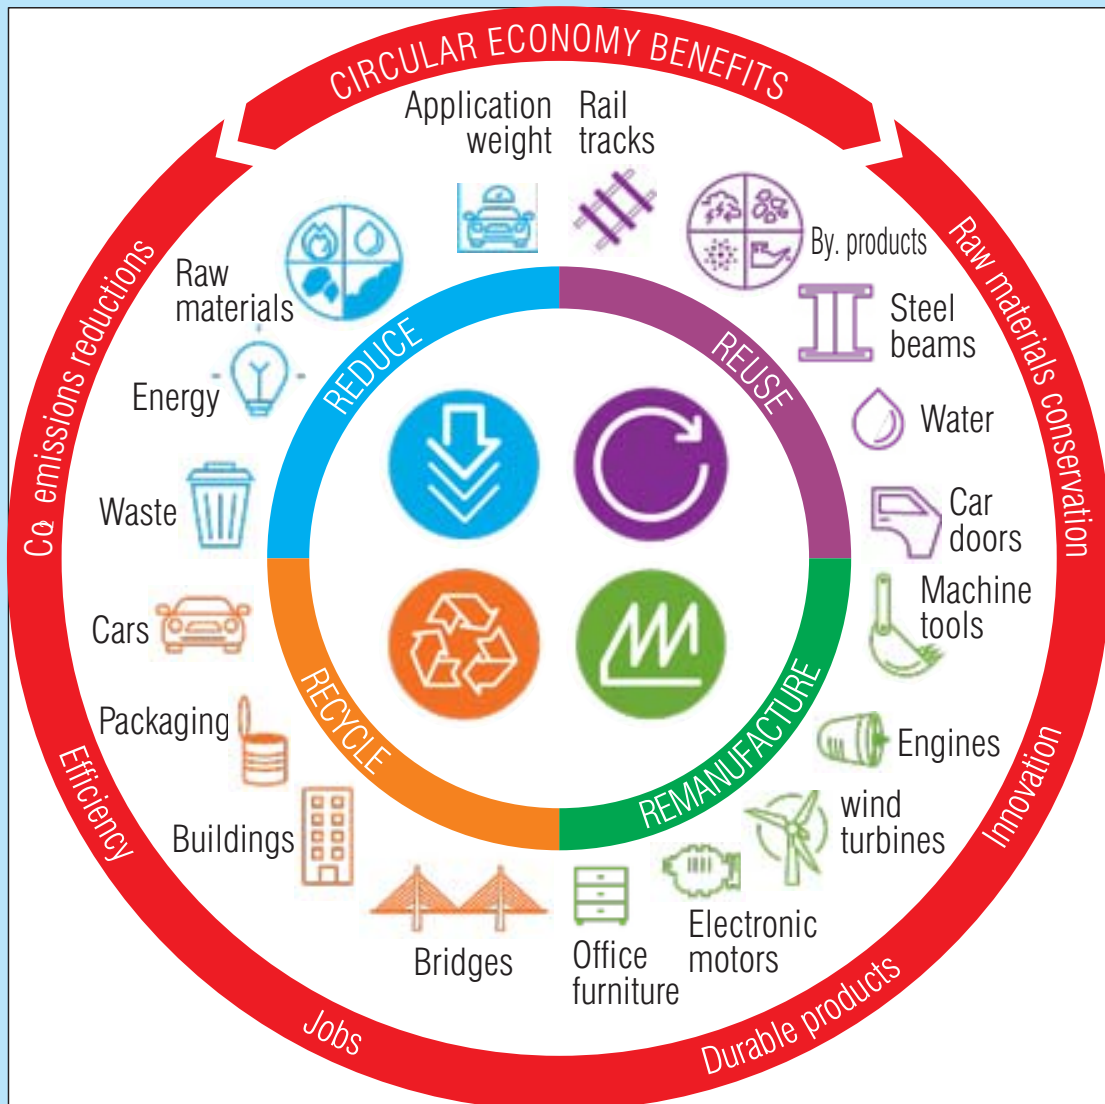 CIRCULAR ECONOMY BENEFITS
Application
weight
Rail
tracks
By. products
Steel
beams
Water
Car
doors
Machine
tools
Engines
wind
turbines
Electronic
motors
Office
furniture
Bridges
Buildings
Packaging
Cars
Waste
Energy
Raw
materials
REDUCE
REUSE
REMANUFACTURE
RECYCLE
Raw materials conservation
Innovation
Durable products
Jobs
Efficiency
Co2 emissions reductions